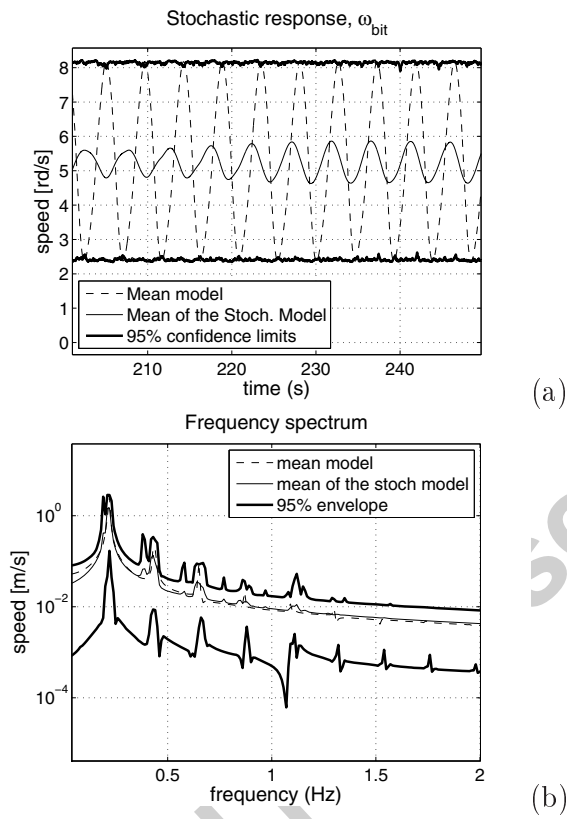 Stochastic response, ω_bit
speed [rd/s]
8
7
6
5
4
3
2
1
0
Mean model
Mean of the Stoch. Model
95% confidence limits
210 220 230 240
time (s)
(a)
Frequency spectrum
speed [m/s]
10^0
10^−2
10^−4
mean model
mean of the stoch model
95% envelope
0.5 1 1.5 2
frequency (Hz)
(b)